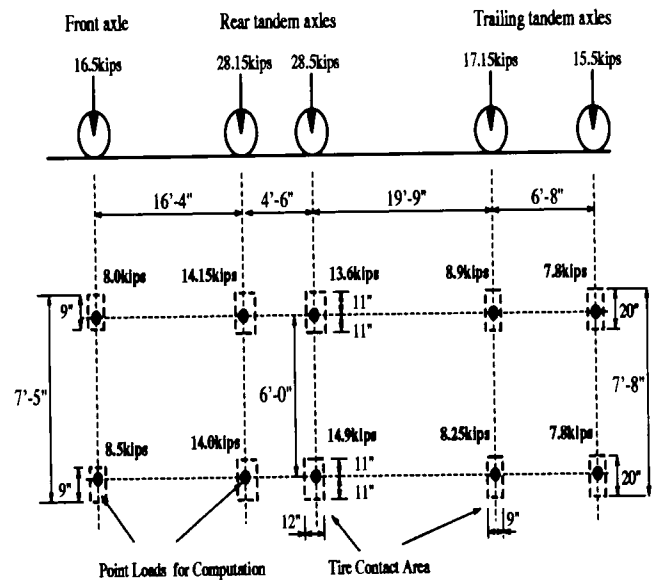 Front axle Rear tandem axles Trailing tandem axles
16.5kips 28.15kips 28.5kips 17.15kips 15.5kips
16'-4" 4'-6" 19'-9" 6'-8"
8.0kips 14.15kips 13.6kips 8.9kips 7.8kips
9" 11" 20"
11"
7'-5" 6'-0" 7'-8"
8.5kips 14.0kips 14.9kips 8.25kips 7.8kips
9" 11" 20"
11"
12" 9"
Point Loads for Computation Tire Contact Area